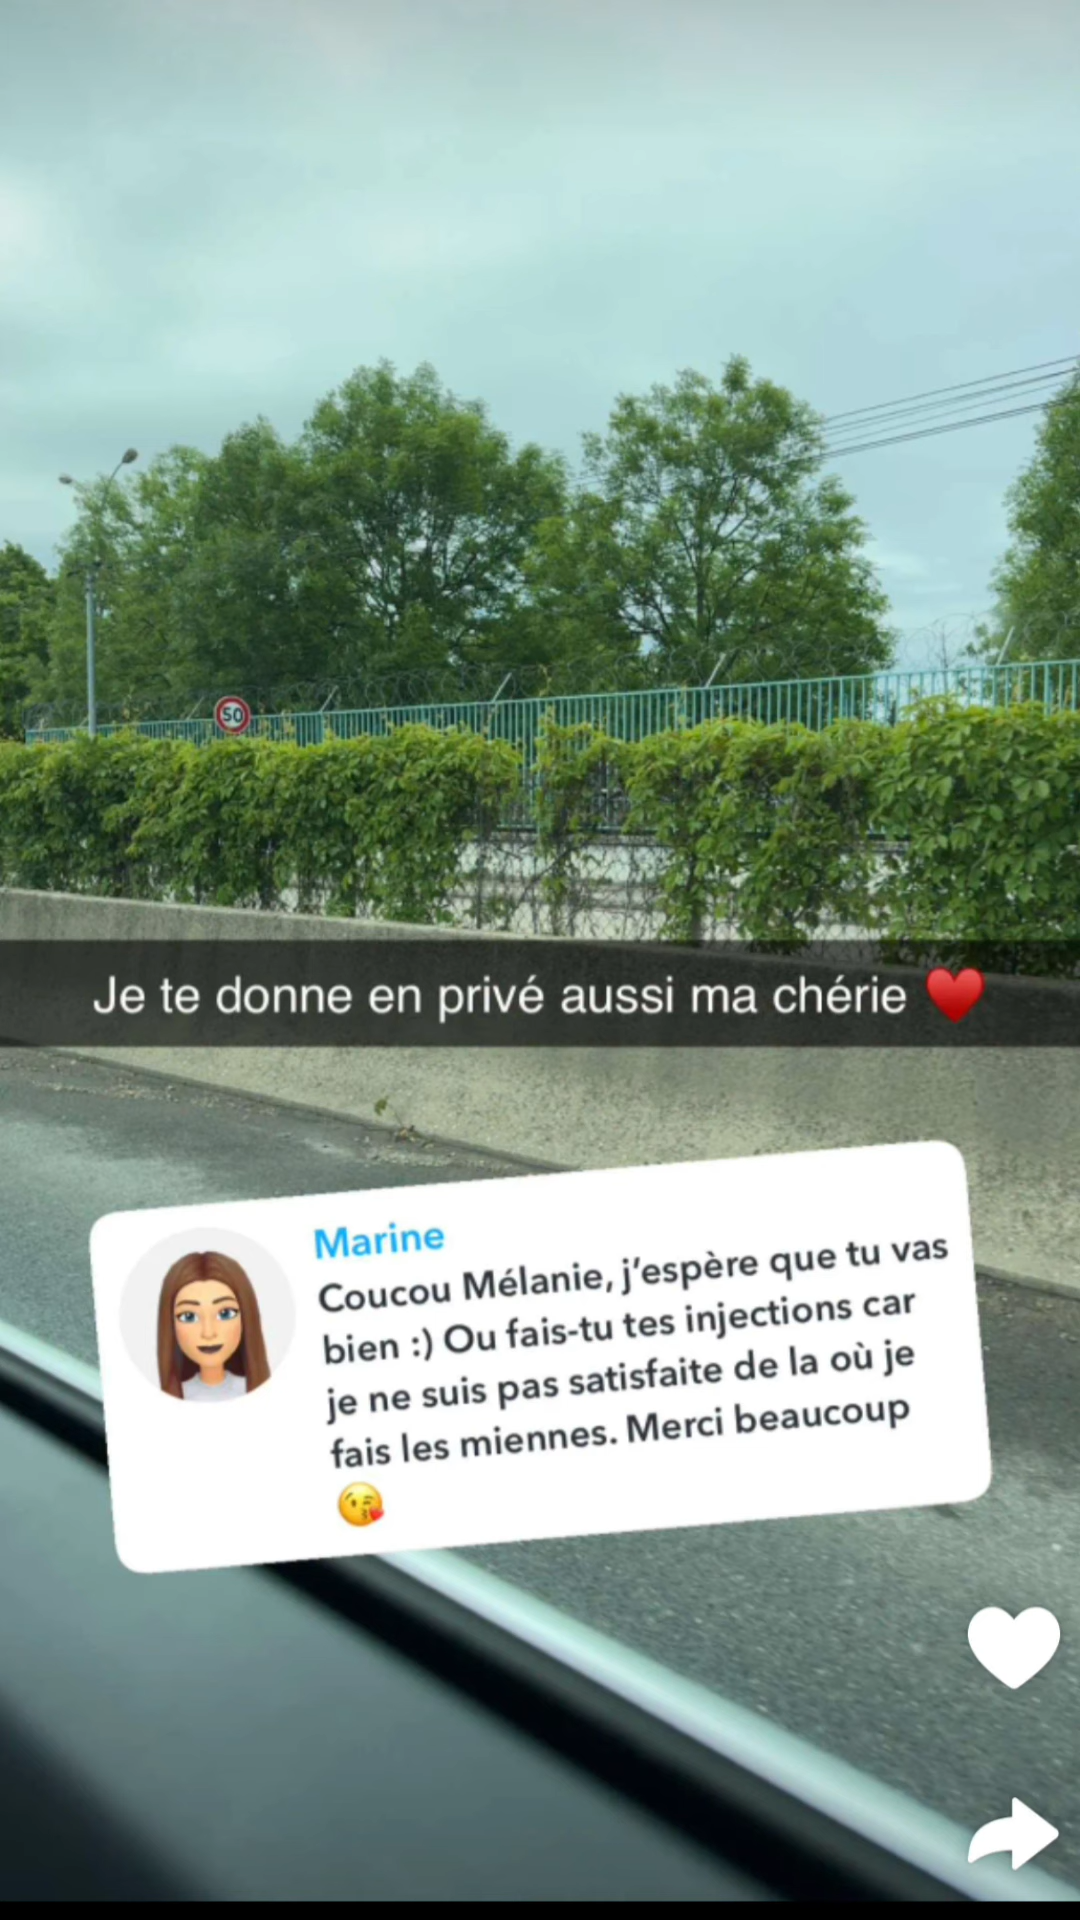 50
Je te donne en privé aussi ma chérie ❤️
Marine
Coucou Mélanie, j'espère que tu vas
bien :) Ou fais-tu tes injections car
je ne suis pas satisfaite de la où je
fais les miennes. Merci beaucoup
😘